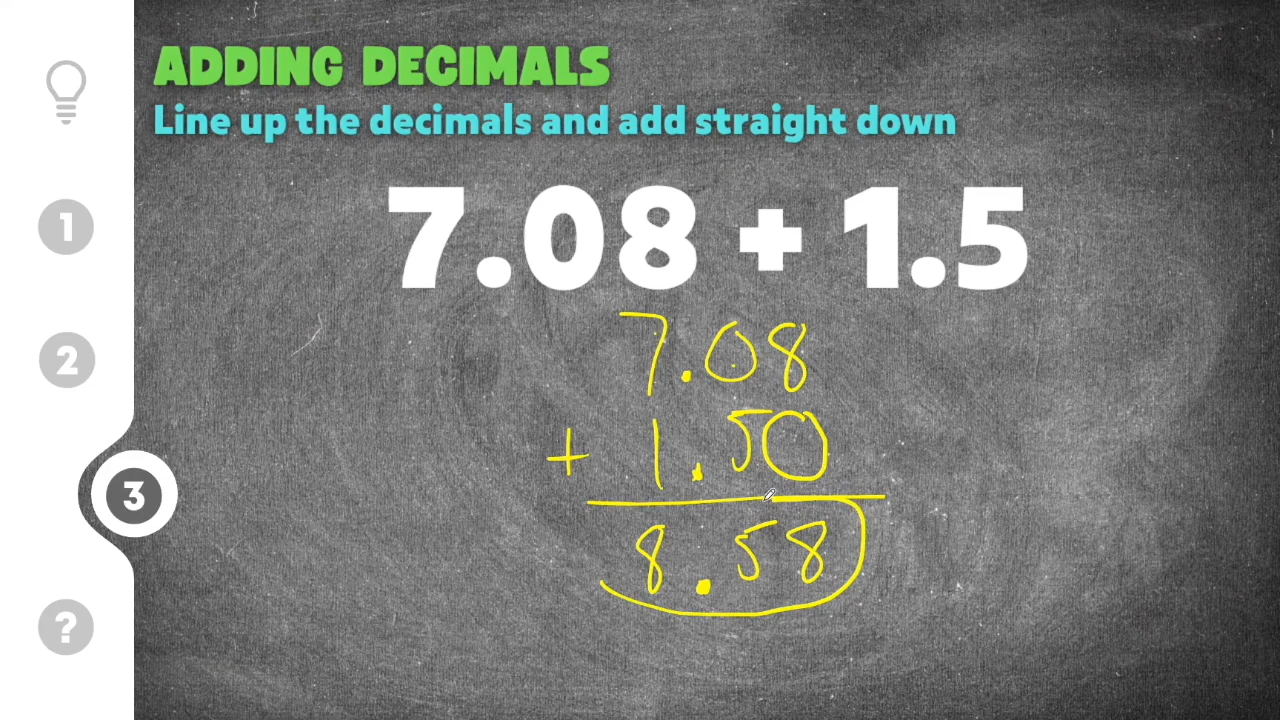 ADDING DECIMALS
Line up the decimals and add straight down
1
7.08 + 1.5
7.08
2
+ 1.50
3
8.58
?